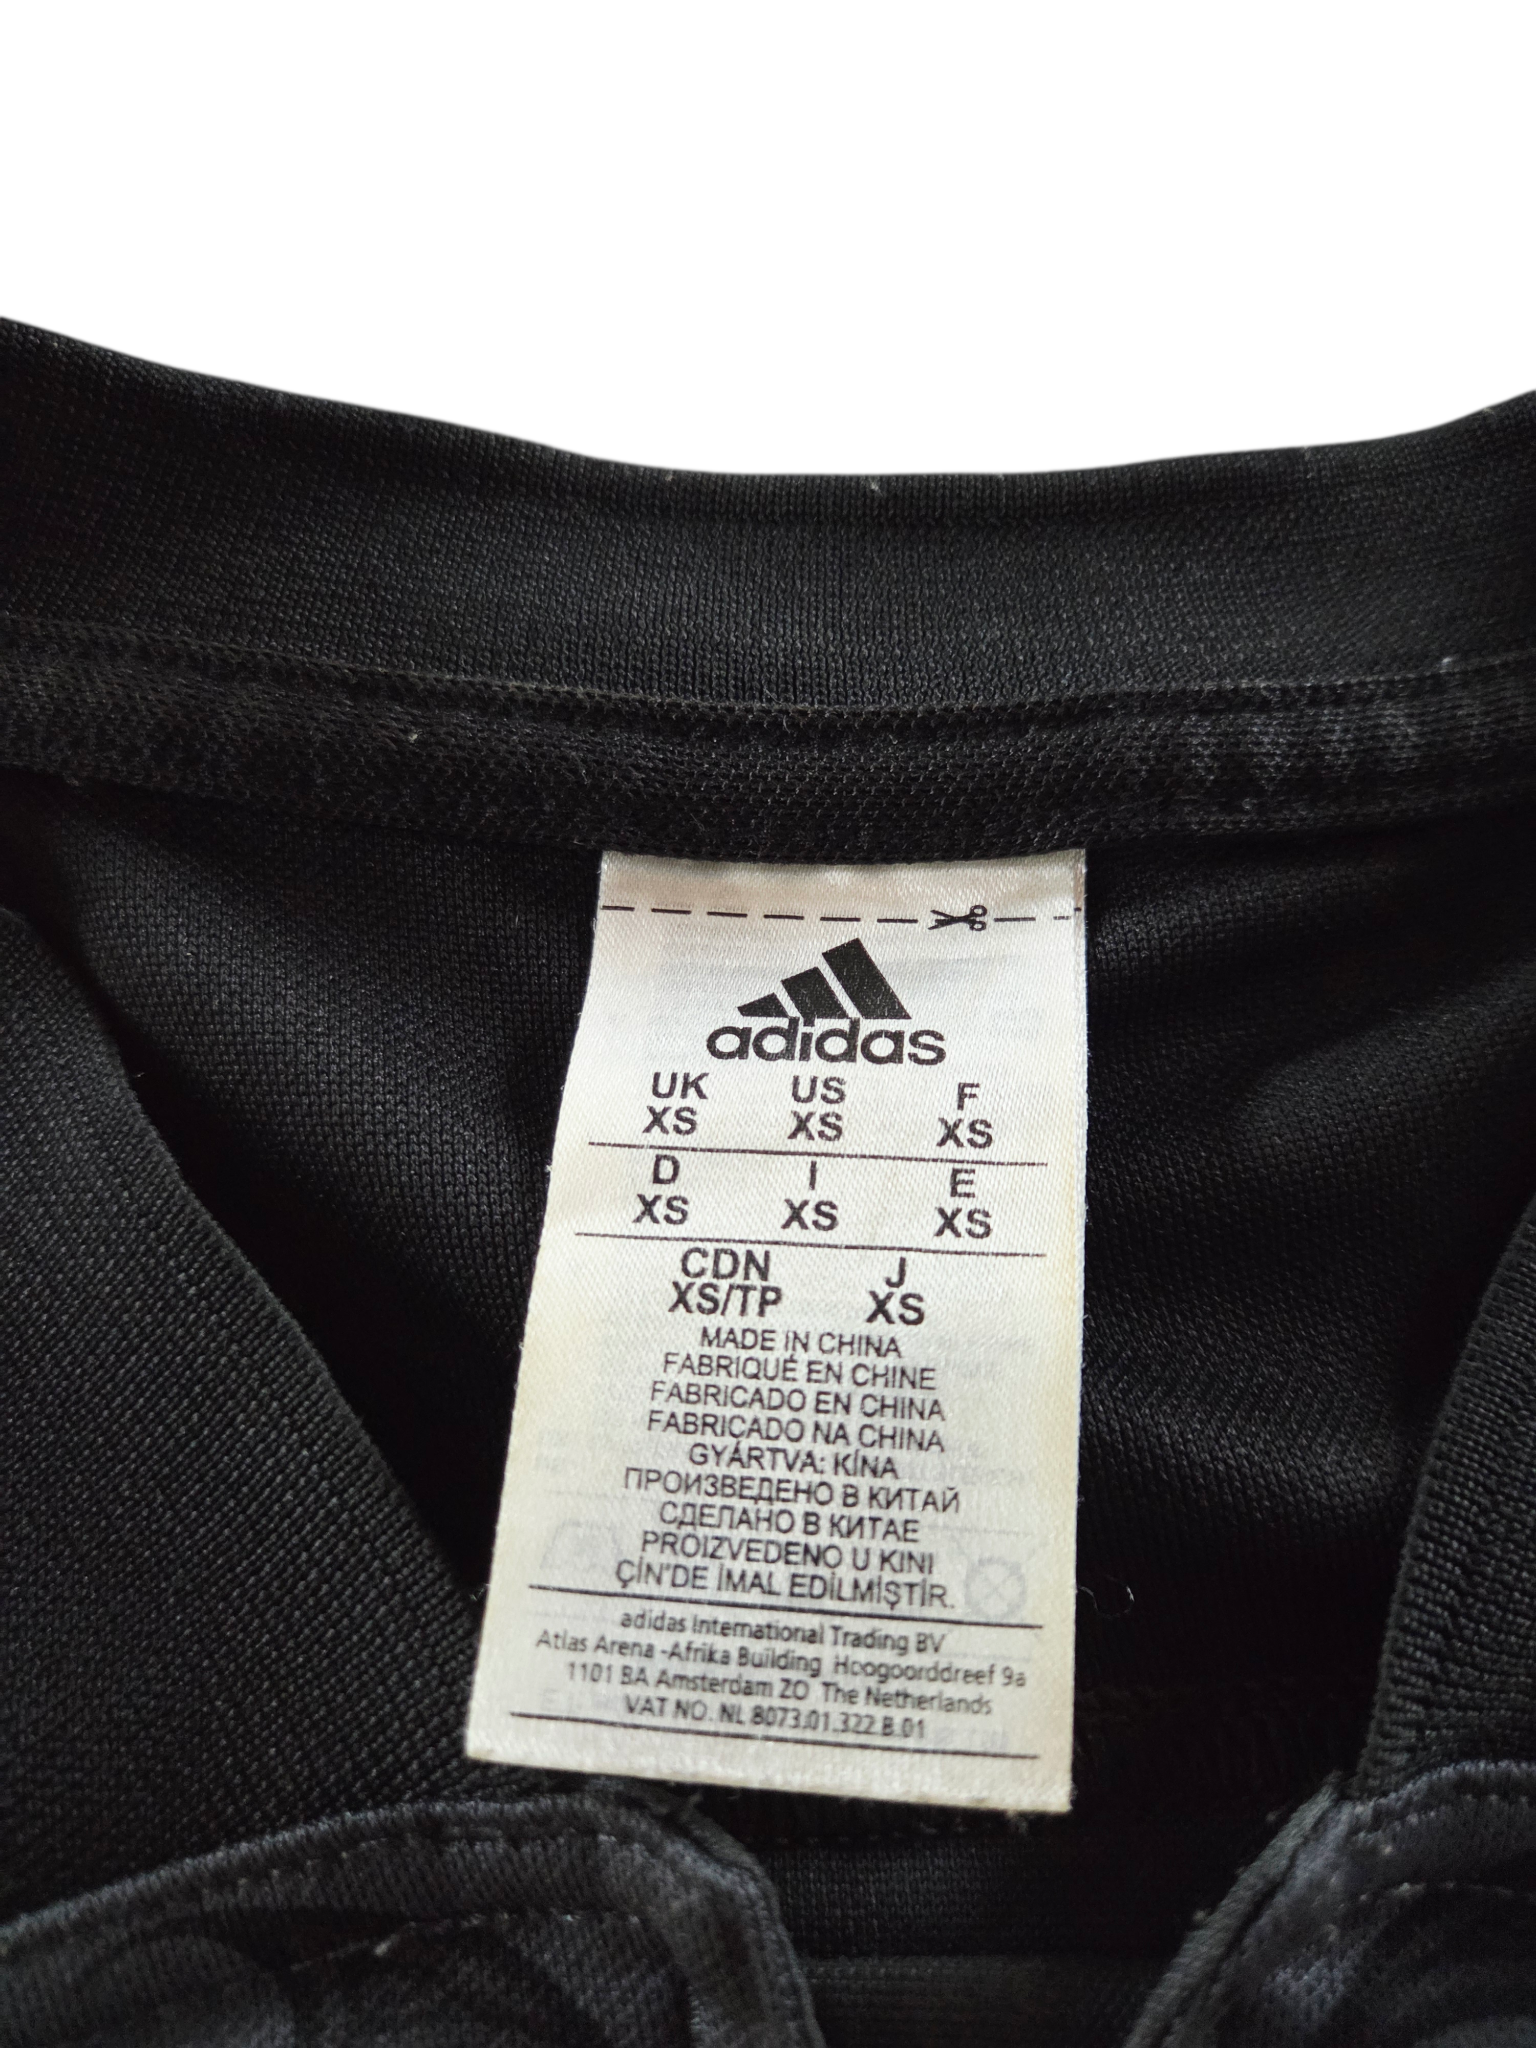 adidas
UK US F
XS XS XS
D I E
XS XS XS
CDN J
XS/TP XS
MADE IN CHINA
FABRIQUÉ EN CHINE
FABRICADO EN CHINA
FABRICADO NA CHINA
GYÁRTVA: KÍNA
ПРОИЗВЕДЕНО В КИТАЙ
СДЕЛАНО В КИТАЕ
PROIZVEDENO U KINI
ÇİN'DE İMAL EDİLMİŞTİR.
adidas International Trading BV
Atlas Arena -Afrika Building Hoogoorddreef 9a
1101 BA Amsterdam ZO The Netherlands
VAT NO. NL 8073.01.322.B.01